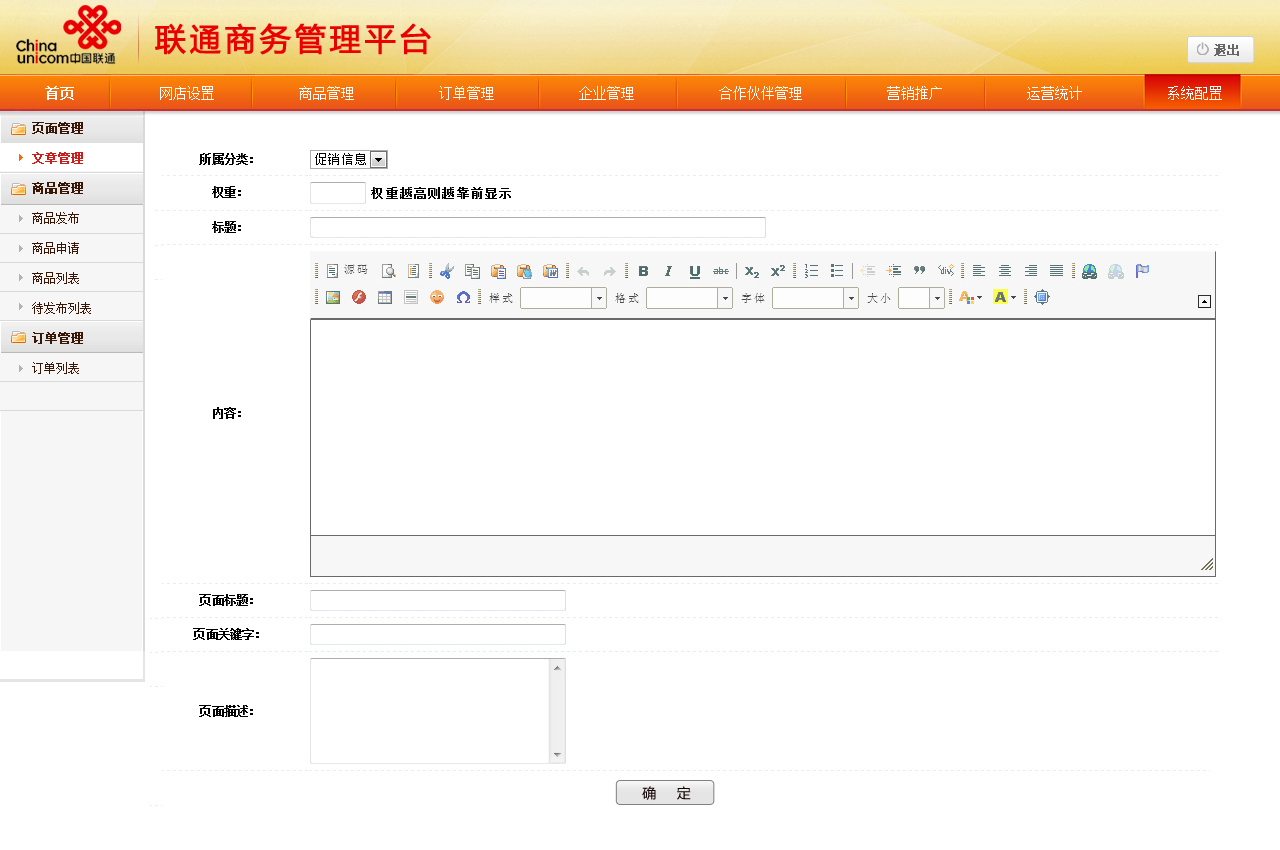 China
unicom中国联通
联通商务管理平台
退出
首页 网店设置 商品管理 订单管理 企业管理 合作伙伴管理 营销推广 运营统计 系统配置
页面管理
文章管理
商品管理
商品发布
商品申请
商品列表
待发布列表
订单管理
订单列表
所属分类： 促销信息
权重： 权重越高则越靠前显示
标题：
内容：
源码 B I U abc X₂ X² div
样式 格式 字体 大小 A A
页面标题：
页面关键字：
页面描述：
确 定